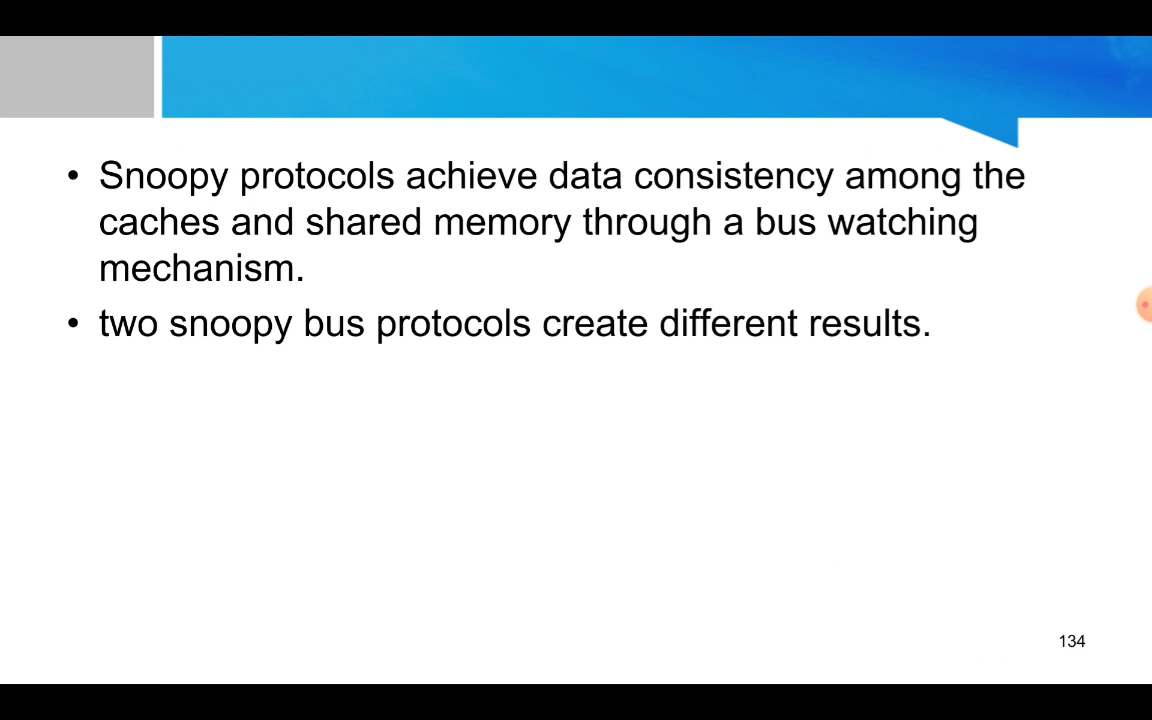 • Snoopy protocols achieve data consistency among the
caches and shared memory through a bus watching
mechanism.
• two snoopy bus protocols create different results.
134